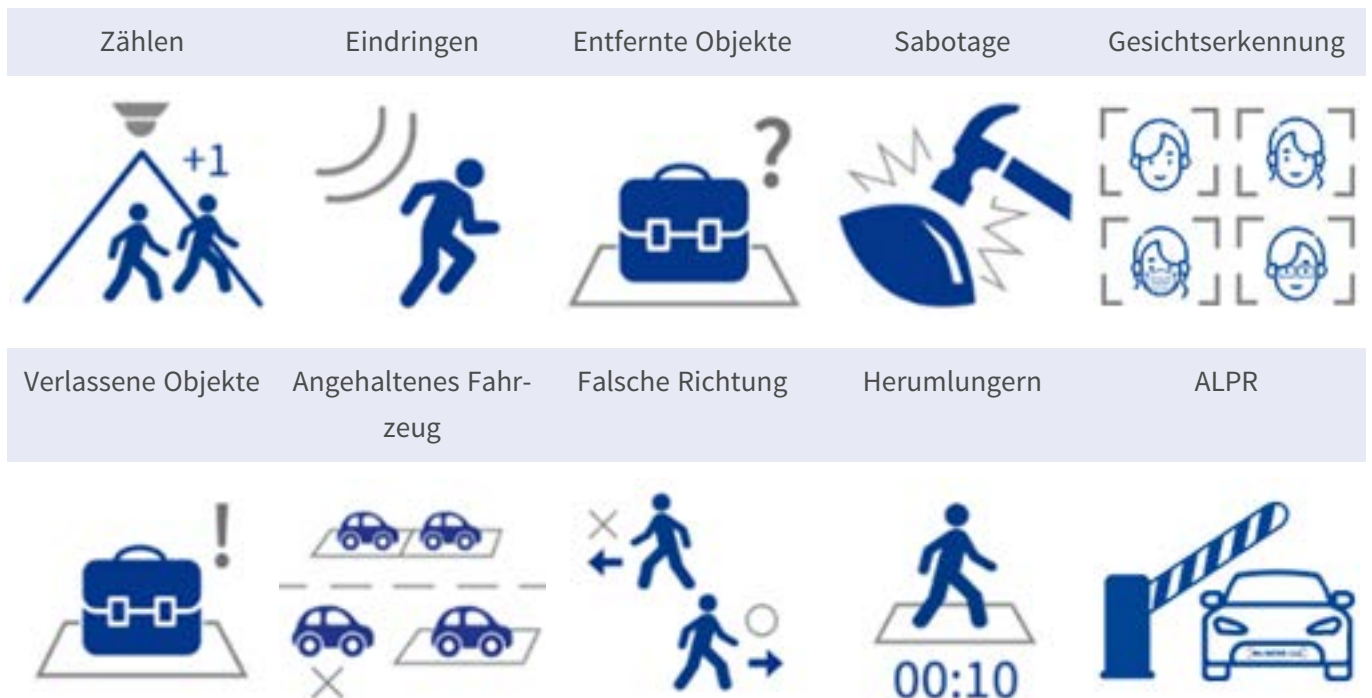 Zählen
Eindringen
Entfernte Objekte
Sabotage
Gesichtserkennung
+1
?
Verlassene Objekte
Angehaltenes Fahr-
zeug
Falsche Richtung
Herumlungern
ALPR
!
00:10